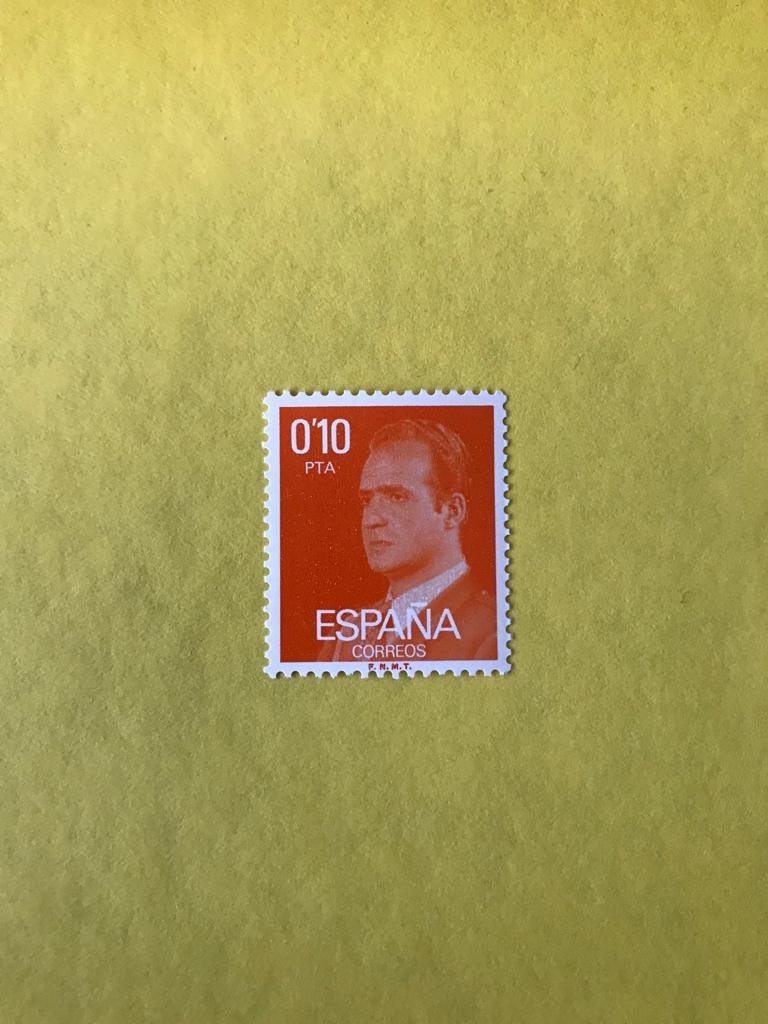 0'10
PTA
ESPAÑA
CORREOS
F. N. M. T.